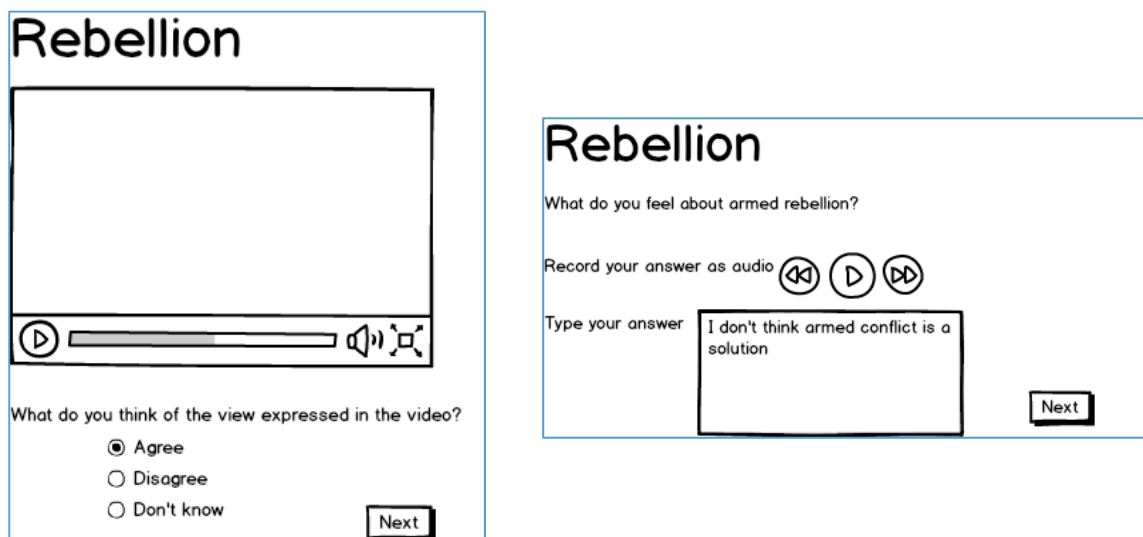 Rebellion
What do you think of the view expressed in the video?
Agree
Disagree
Don't know
Next
Rebellion
What do you feel about armed rebellion?
Record your answer as audio
Type your answer
I don't think armed conflict is a
solution
Next